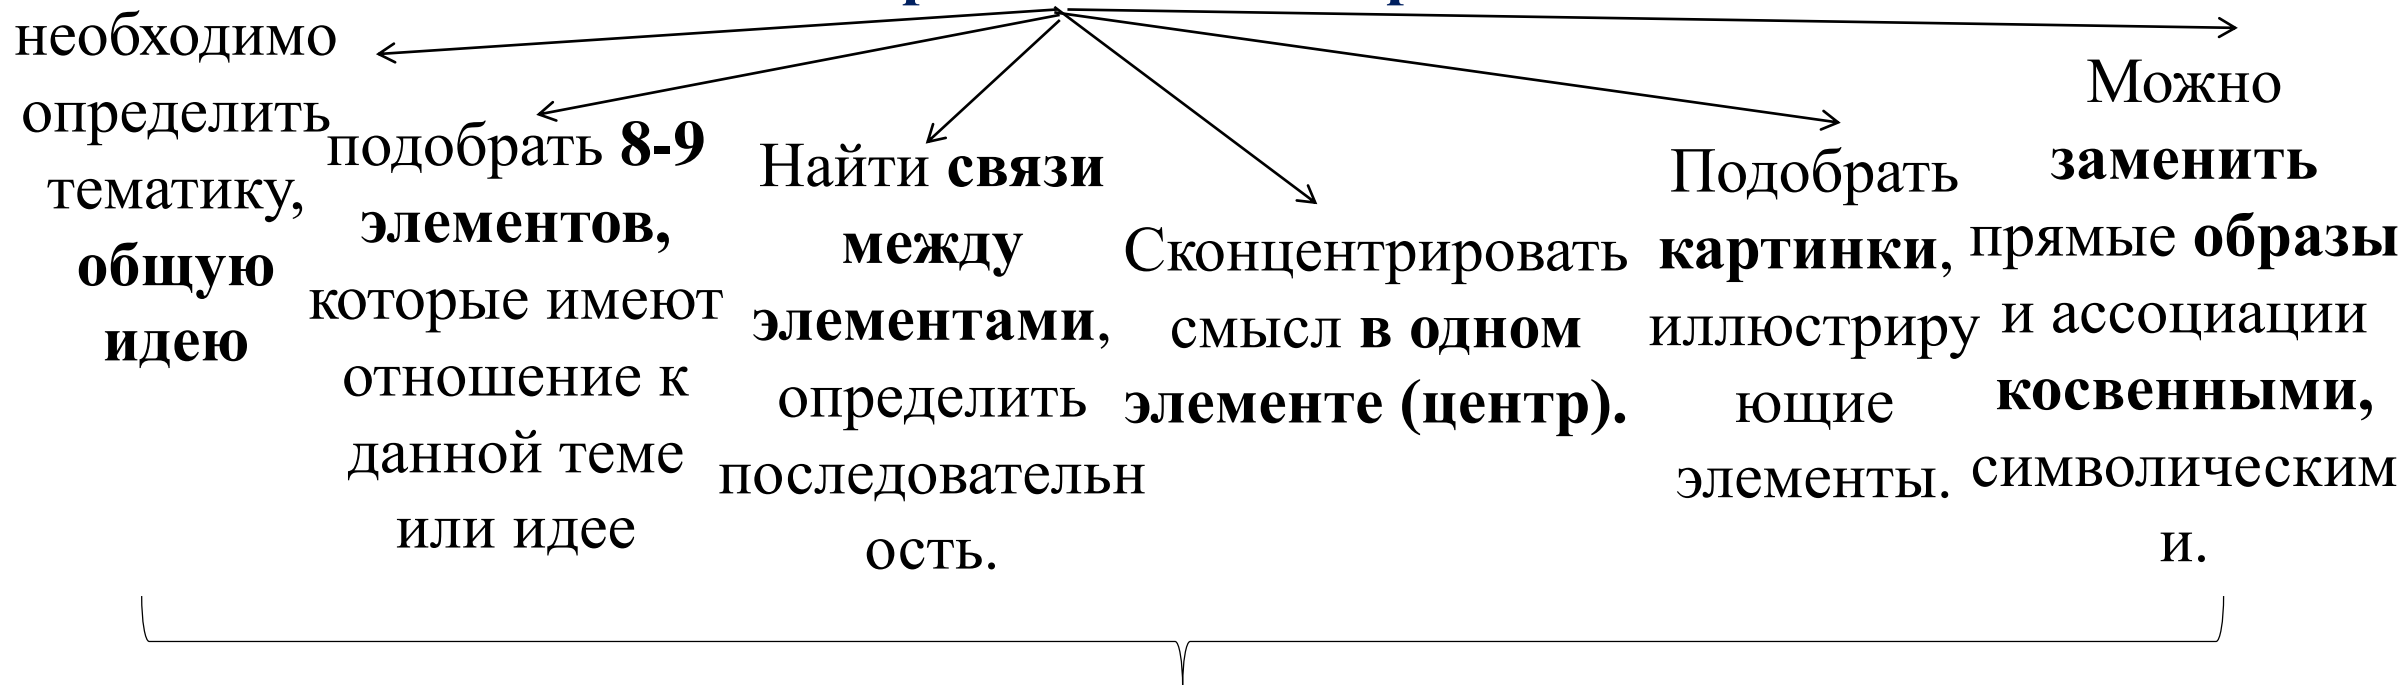 необходимо
определить
тематику,
общую
идею
подобрать 8-9
элементов,
которые имеют
отношение к
данной теме
или идее
Найти связи
между
элементами,
определить
последовательн
ость.
Сконцентрировать
смысл в одном
элементе (центр).
Подобрать
картинки,
иллюстриру
ющие
элементы.
Можно
заменить
прямые образы
и ассоциации
косвенными,
символическим
и.